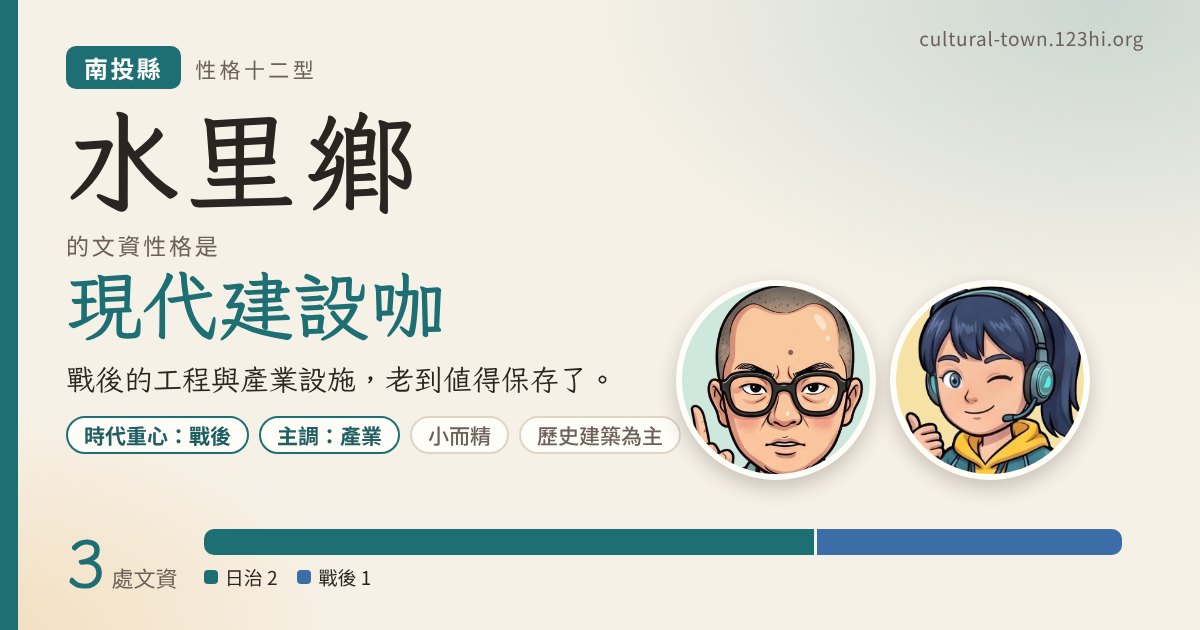 cultural-town.123hi.org
南投縣 性格十二型
水里鄉
的文資性格是
現代建設咖
戰後的工程與產業設施，老到值得保存了。
時代重心：戰後 主調：產業 小而精 歷史建築為主
3 處文資
日治 2 戰後 1